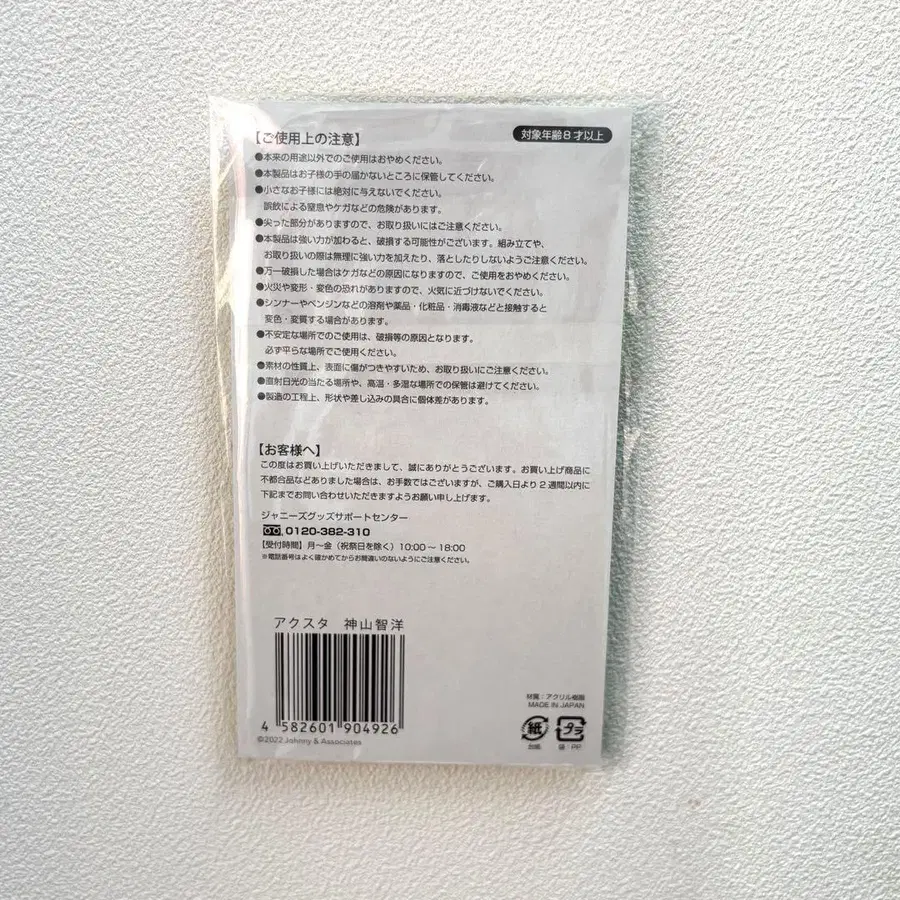 【ご使用上の注意】
対象年齢8才以上
●本来の用途以外でのご使用はおやめください。
●本製品はお子様の手の届かないところに保管してください。
●小さなお子様には絶対に与えないでください。
誤飲による窒息やケガなどの危険があります。
●尖った部分がありますので、お取り扱いにはご注意ください。
●本製品は強い力が加わると、破損する可能性がございます。組み立てや、
お取り扱いの際は無理に強い力を加えたり、落としたりしないようご注意ください。
●万一破損した場合はケガなどの原因になりますので、ご使用をおやめください。
●火災や変形・変色の恐れがありますので、火気に近づけないでください。
●シンナーやベンジンなどの溶剤や薬品・化粧品・消毒液などと接触すると
変色・変質する場合があります。
●不安定な場所でのご使用は、破損等の原因となります。
必ず平らな場所でご使用ください。
●素材の性質上、表面に傷がつきやすいため、お取り扱いにご注意ください。
●直射日光の当たる場所や、高温・多湿な場所での保管は避けてください。
●製造の工程上、形状や差し込みの具合に個体差があります。
【お客様へ】
この度はお買い上げいただきまして、誠にありがとうございます。お買い上げ商品に
不都合品などありました場合は、お手数ではございますが、ご購入日より2週間以内に
下記までお問い合わせいただきますようお願い申し上げます。
ジャニーズグッズサポートセンター
0120-382-310
【受付時間】月〜金（祝祭日を除く）10:00〜18:00
※電話番号はよく確かめてからお間違いのないようにご注意ください。
アクスタ 神山智洋
4 582601 904926
©2022 Johnny & Associates
材質：アクリル樹脂
MADE IN JAPAN
紙
プラ
台紙
袋：PP